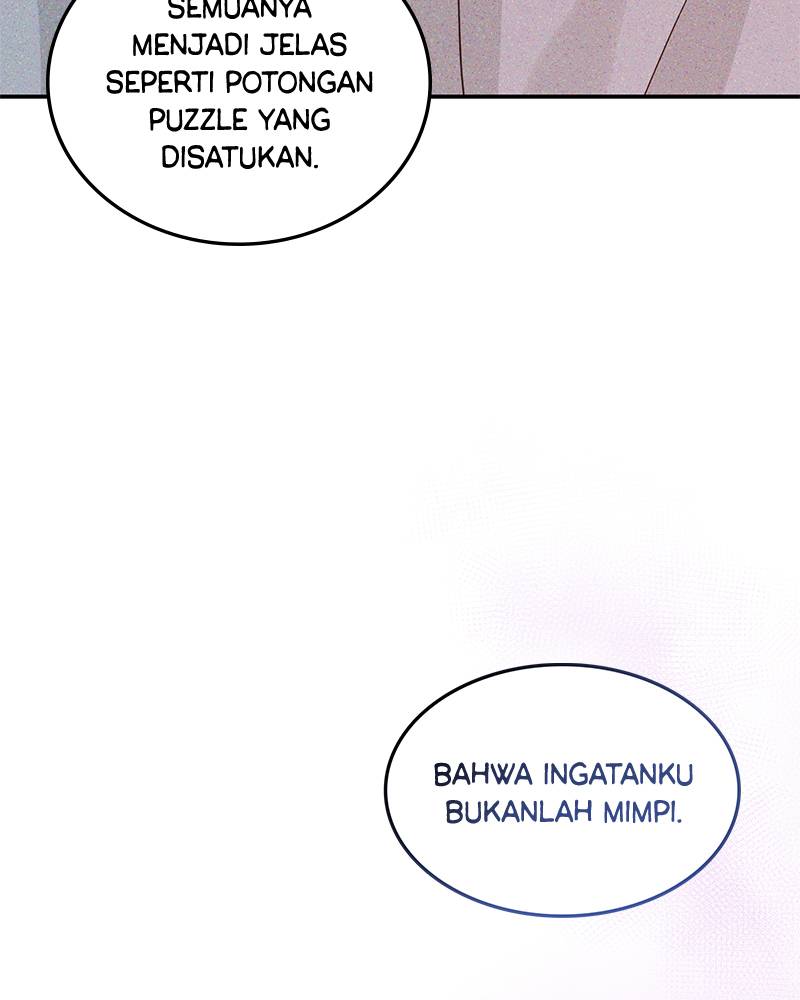 SEMUANYA
MENJADI JELAS
SEPERTI POTONGAN
PUZZLE YANG
DISATUKAN.
BAHWA INGATANKU
BUKANLAH MIMPI.